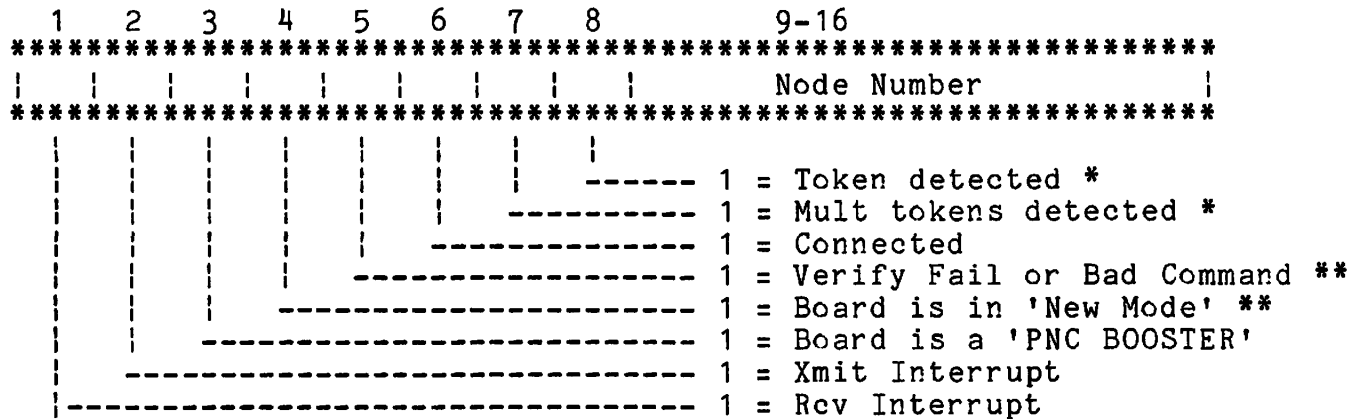 1 2 3 4 5 6 7 8 9-16
Node Number
1 = Token detected *
1 = Mult tokens detected *
1 = Connected
1 = Verify Fail or Bad Command **
1 = Board is in 'New Mode' **
1 = Board is a 'PNC BOOSTER'
1 = Xmit Interrupt
1 = Rcv Interrupt